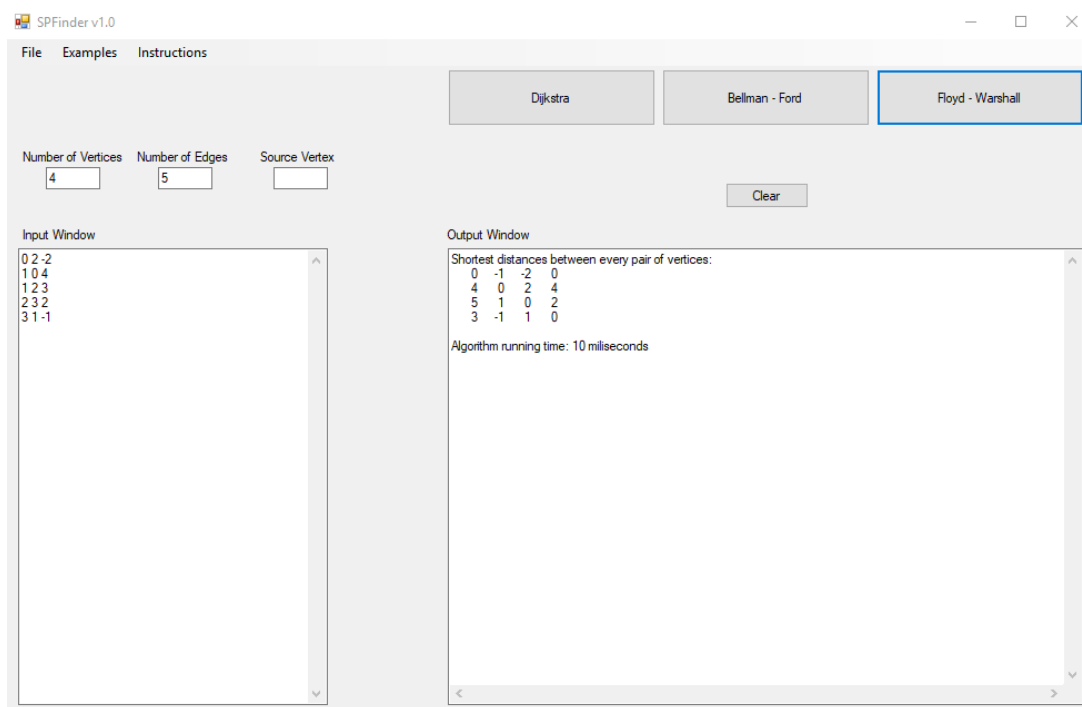 SPFinder v1.0
File Examples Instructions
Dijkstra Bellman - Ford Floyd - Warshall
Number of Vertices Number of Edges Source Vertex
4 5
Clear
Input Window Output Window
0 2 -2
1 0 4
1 2 3
2 3 2
3 1 -1
Shortest distances between every pair of vertices:
0 -1 -2 0
4 0 2 4
5 1 0 2
3 -1 1 0
Algorithm running time: 10 miliseconds